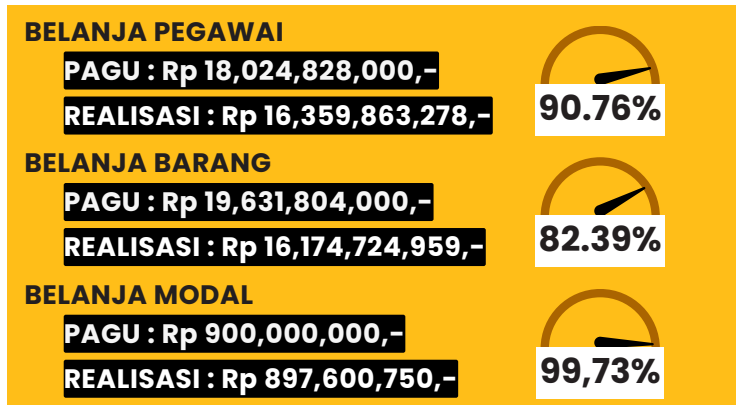 BELANJA PEGAWAI
PAGU : Rp 18,024,828,000,-
REALISASI : Rp 16,359,863,278,-
90.76%
BELANJA BARANG
PAGU : Rp 19,631,804,000,-
REALISASI : Rp 16,174,724,959,-
82.39%
BELANJA MODAL
PAGU : Rp 900,000,000,-
REALISASI : Rp 897,600,750,-
99,73%